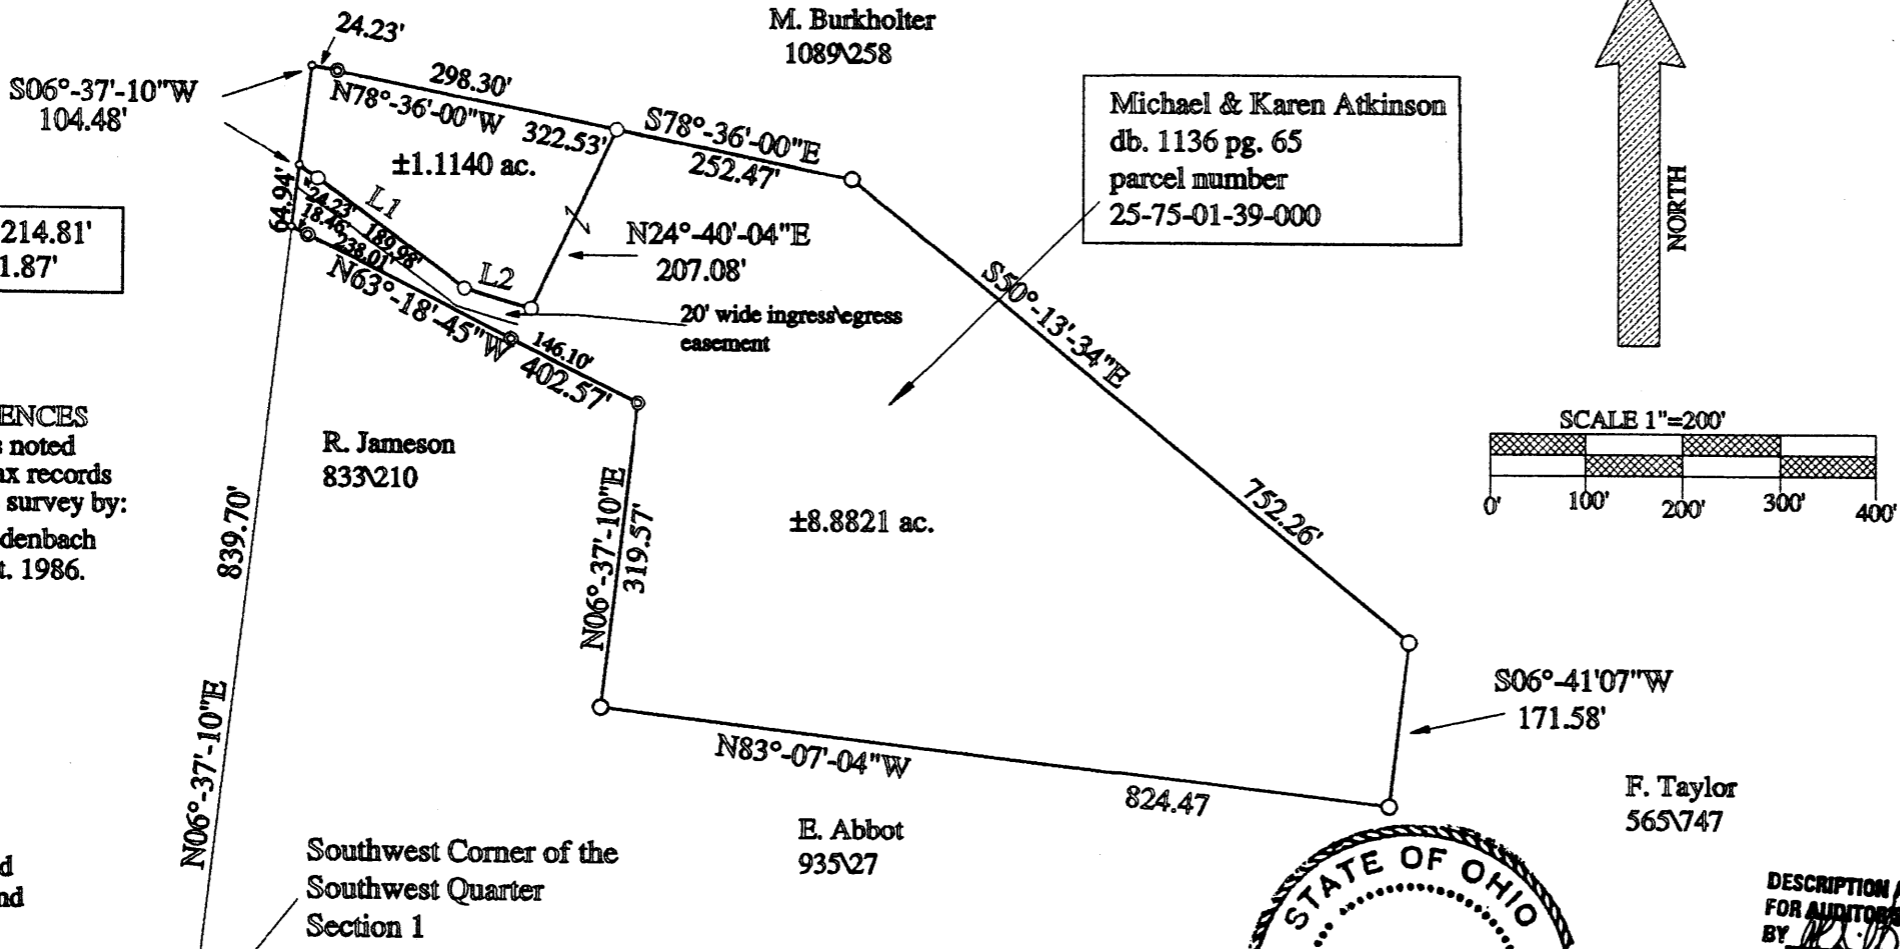 24.23'
M. Burkholter
1089\258
S06°-37'-10"W
104.48'
298.30'
N78°-36'-00"W
322.53'
S78°-36'-00"E
252.47'
±1.1140 ac.
Michael & Karen Atkinson
db. 1136 pg. 65
parcel number
25-75-01-39-000
NORTH
64.94'
24.23'
L1
18.46'
189.98'
238.01'
214.81'
1.87'
N24°-40'-04"E
207.08'
L2
N63°-18'-45"W
20' wide ingress\egress
easement
146.10'
402.57'
S50°-13'-34"E
752.26'
SCALE 1"=200'
0' 100' 200' 300' 400'
ENCES
s noted
ax records
survey by:
denbach
t. 1986.
R. Jameson
833\210
839.70'
N06°-37'-10"E
319.57'
±8.8821 ac.
S06°-41'07"W
171.58'
N06°-37'-10"E
N83°-07'-04"W
824.47
F. Taylor
565\747
E. Abbot
935\27
d
nd
Southwest Corner of the
Southwest Quarter
Section 1
STATE OF OHIO
DESCRIPTION
FOR AUDITORS
BY